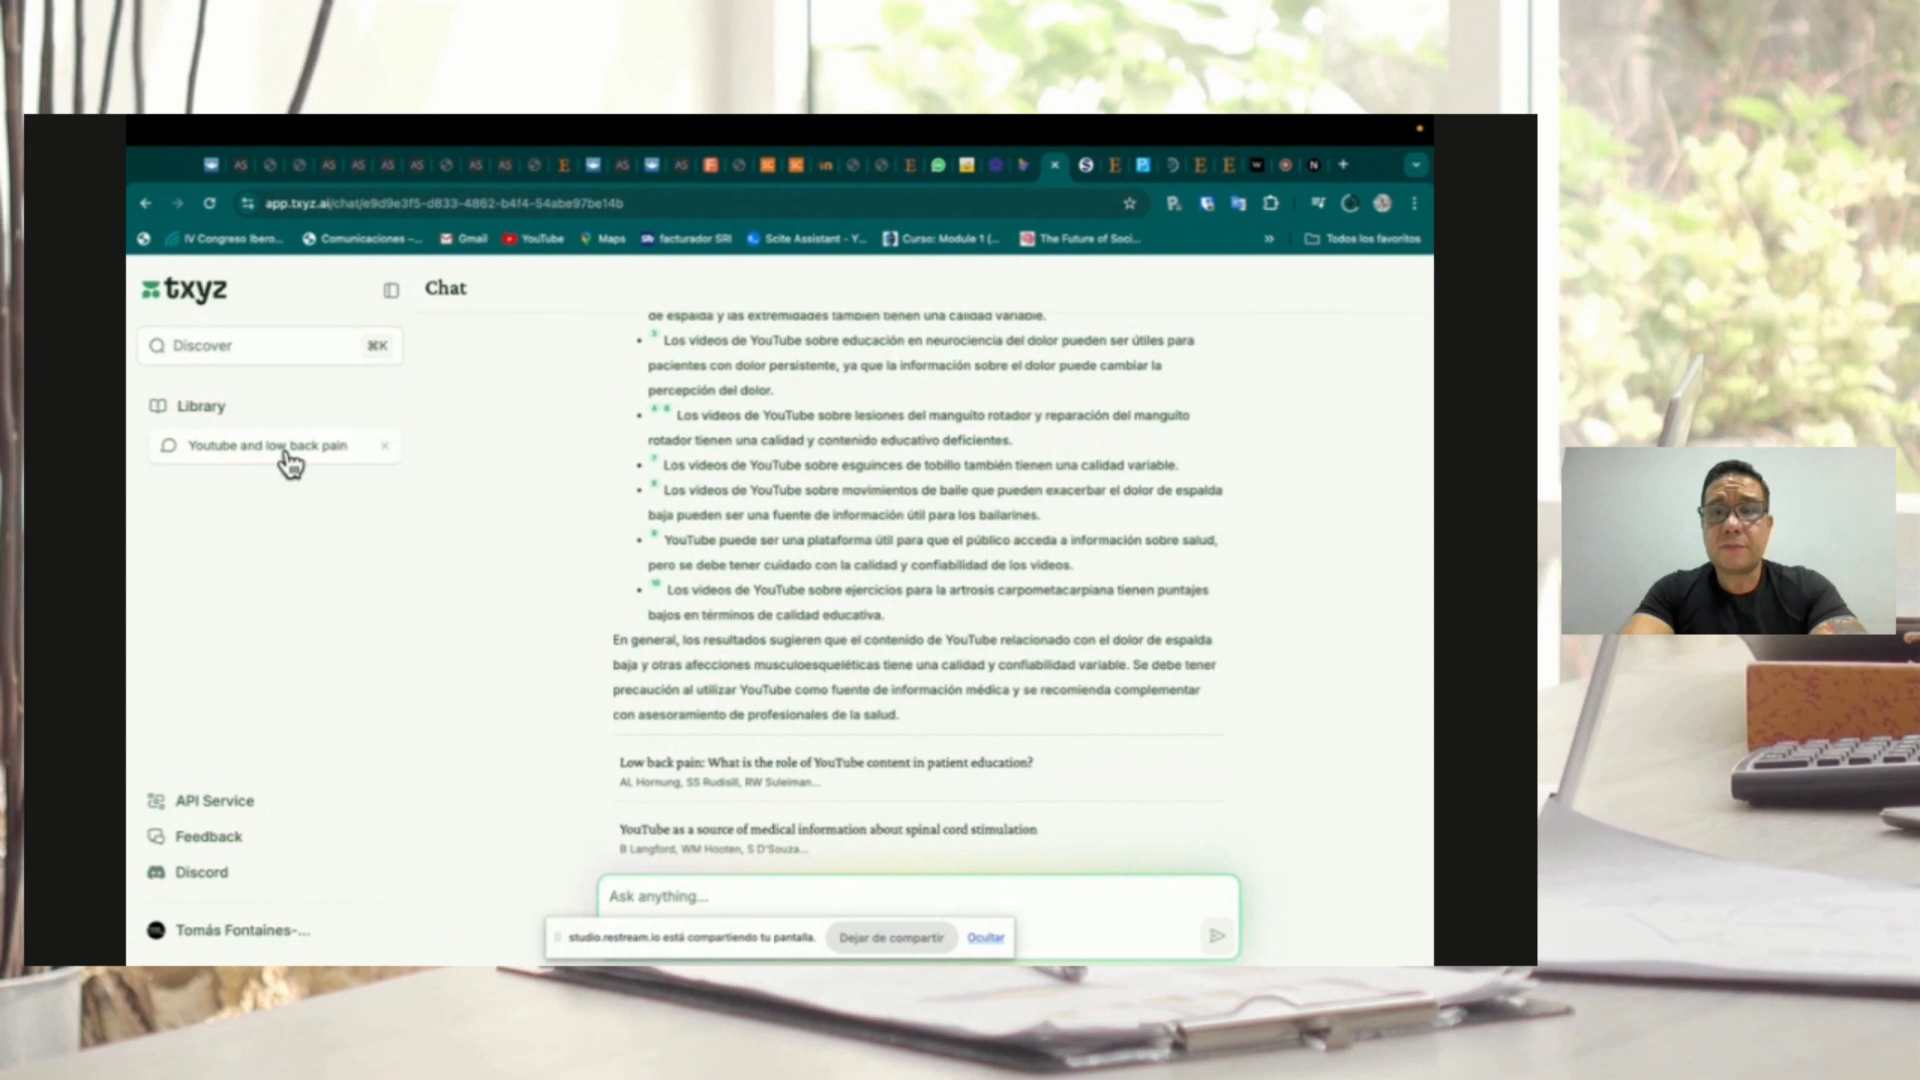 app.txyz.ai/chat/e9d9e3f5-d833-4862-b4f4-54abe97be14b
IV Congreso Ibero...
Comunicaciones –...
Gmail
YouTube
Maps
facturador SRI
Scite Assistant - Y...
Curso: Module 1 (...
The Future of Soci...
»
Todos los favoritos
txyz
Chat
Discover
⌘K
Library
Youtube and low back pain
API Service
Feedback
Discord
Tomás Fontaines-...
de espalda y las extremidades también tienen una calidad variable.
Los videos de YouTube sobre educación en neurociencia del dolor pueden ser útiles para
pacientes con dolor persistente, ya que la información sobre el dolor puede cambiar la
percepción del dolor.
Los videos de YouTube sobre lesiones del manguito rotador y reparación del manguito
rotador tienen una calidad y contenido educativo deficientes.
Los videos de YouTube sobre esguinces de tobillo también tienen una calidad variable.
Los videos de YouTube sobre movimientos de baile que pueden exacerbar el dolor de espalda
baja pueden ser una fuente de información útil para los bailarines.
YouTube puede ser una plataforma útil para que el público acceda a información sobre salud,
pero se debe tener cuidado con la calidad y confiabilidad de los videos.
10 Los videos de YouTube sobre ejercicios para la artrosis carpometacarpiana tienen puntajes
bajos en términos de calidad educativa.
En general, los resultados sugieren que el contenido de YouTube relacionado con el dolor de espalda
baja y otras afecciones musculoesqueléticas tiene una calidad y confiabilidad variable. Se debe tener
precaución al utilizar YouTube como fuente de información médica y se recomienda complementar
con asesoramiento de profesionales de la salud.
Low back pain: What is the role of YouTube content in patient education?
AL Hornung, SS Rudisill, RW Suleiman...
YouTube as a source of medical information about spinal cord stimulation
B Langford, WM Hooten, S D'Souza...
Ask anything...
studio.restream.io está compartiendo tu pantalla.
Dejar de compartir
Ocultar